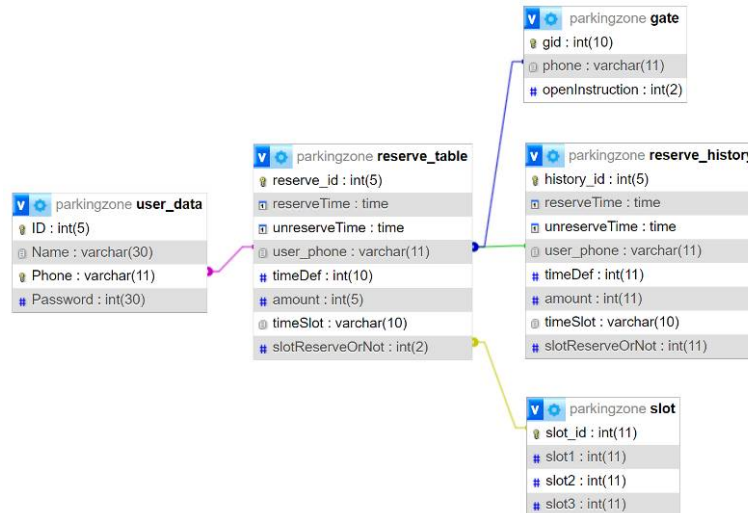 parkingzone gate
gid : int(10)
phone : varchar(11)
openInstruction : int(2)
parkingzone reserve_table
reserve_id : int(5)
reserveTime : time
unreserveTime : time
user_phone : varchar(11)
timeDef : int(10)
amount : int(5)
timeSlot : varchar(10)
slotReserveOrNot : int(2)
parkingzone reserve_history
history_id : int(5)
reserveTime : time
unreserveTime : time
user_phone : varchar(11)
timeDef : int(11)
amount : int(11)
timeSlot : varchar(10)
slotReserveOrNot : int(11)
parkingzone user_data
ID : int(5)
Name : varchar(30)
Phone : varchar(11)
Password : int(30)
parkingzone slot
slot_id : int(11)
slot1 : int(11)
slot2 : int(11)
slot3 : int(11)